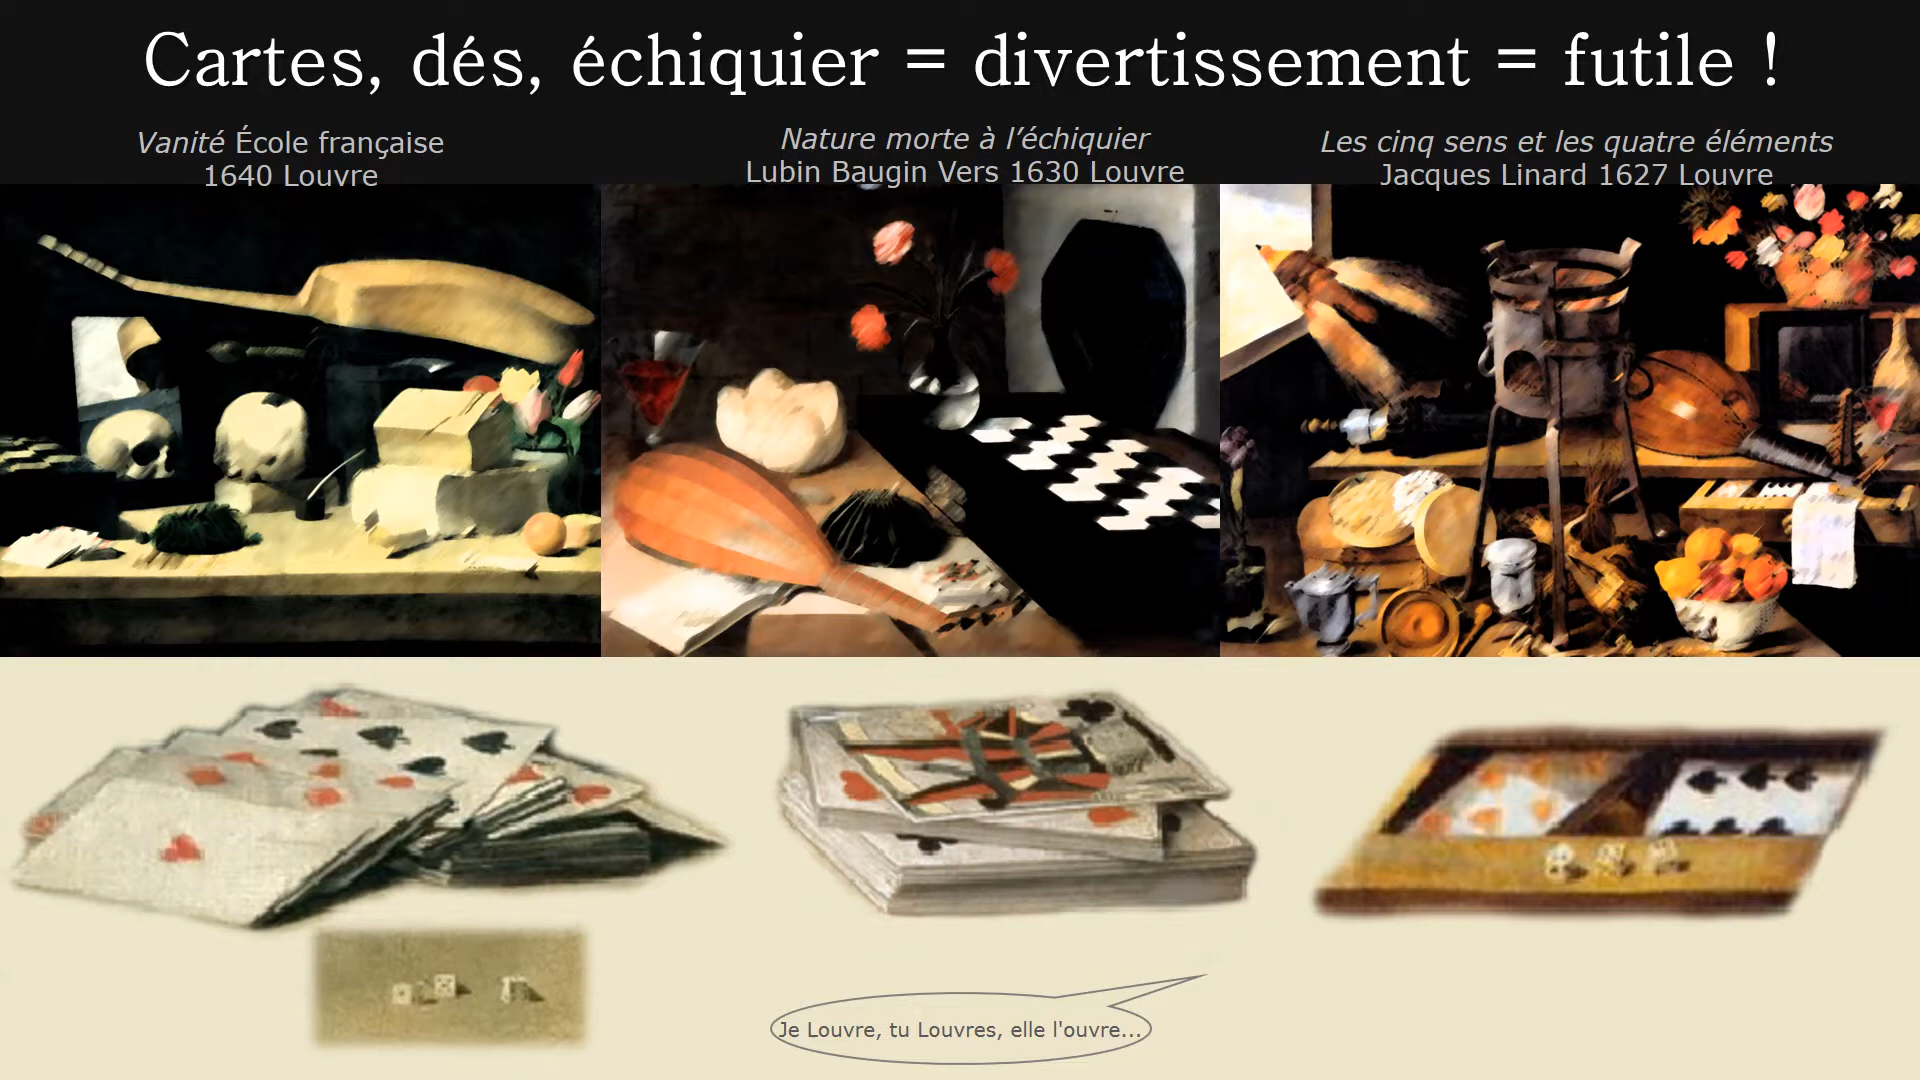 Cartes, dés, échiquier = divertissement = futile !
Vanité École française
1640 Louvre
Nature morte à l’échiquier
Lubin Baugin Vers 1630 Louvre
Les cinq sens et les quatre éléments
Jacques Linard 1627 Louvre
Je Louvre, tu Louvres, elle l'ouvre...